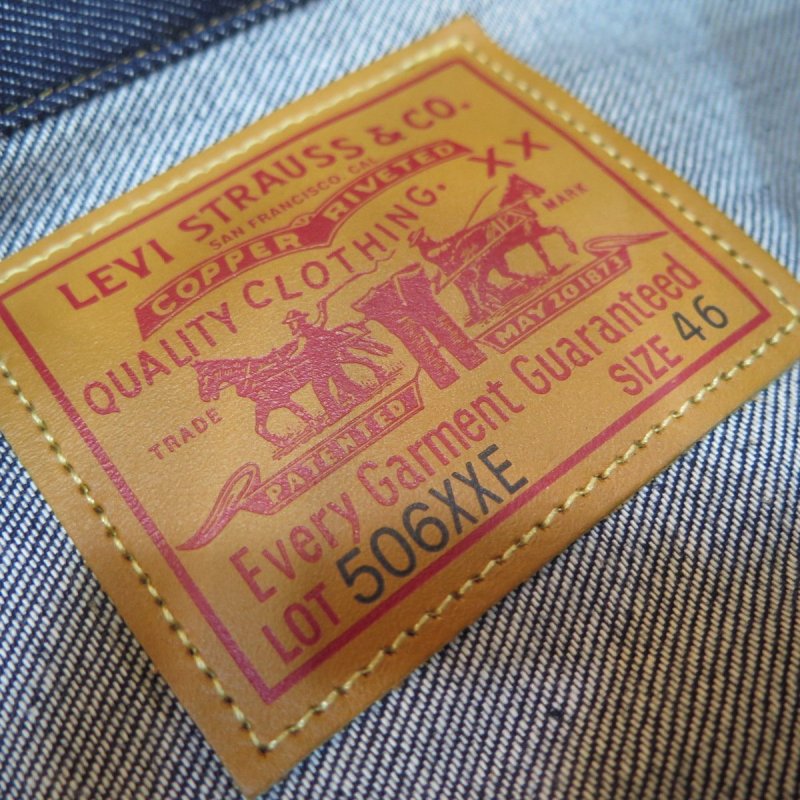 LEVI STRAUSS & CO.
SAN FRANCISCO CAL
COPPER RIVETED
QUALITY CLOTHING. XX
TRADE MARK
PATENTED MAY 20 1873
Every Garment Guaranteed
LOT 506XXE SIZE 46